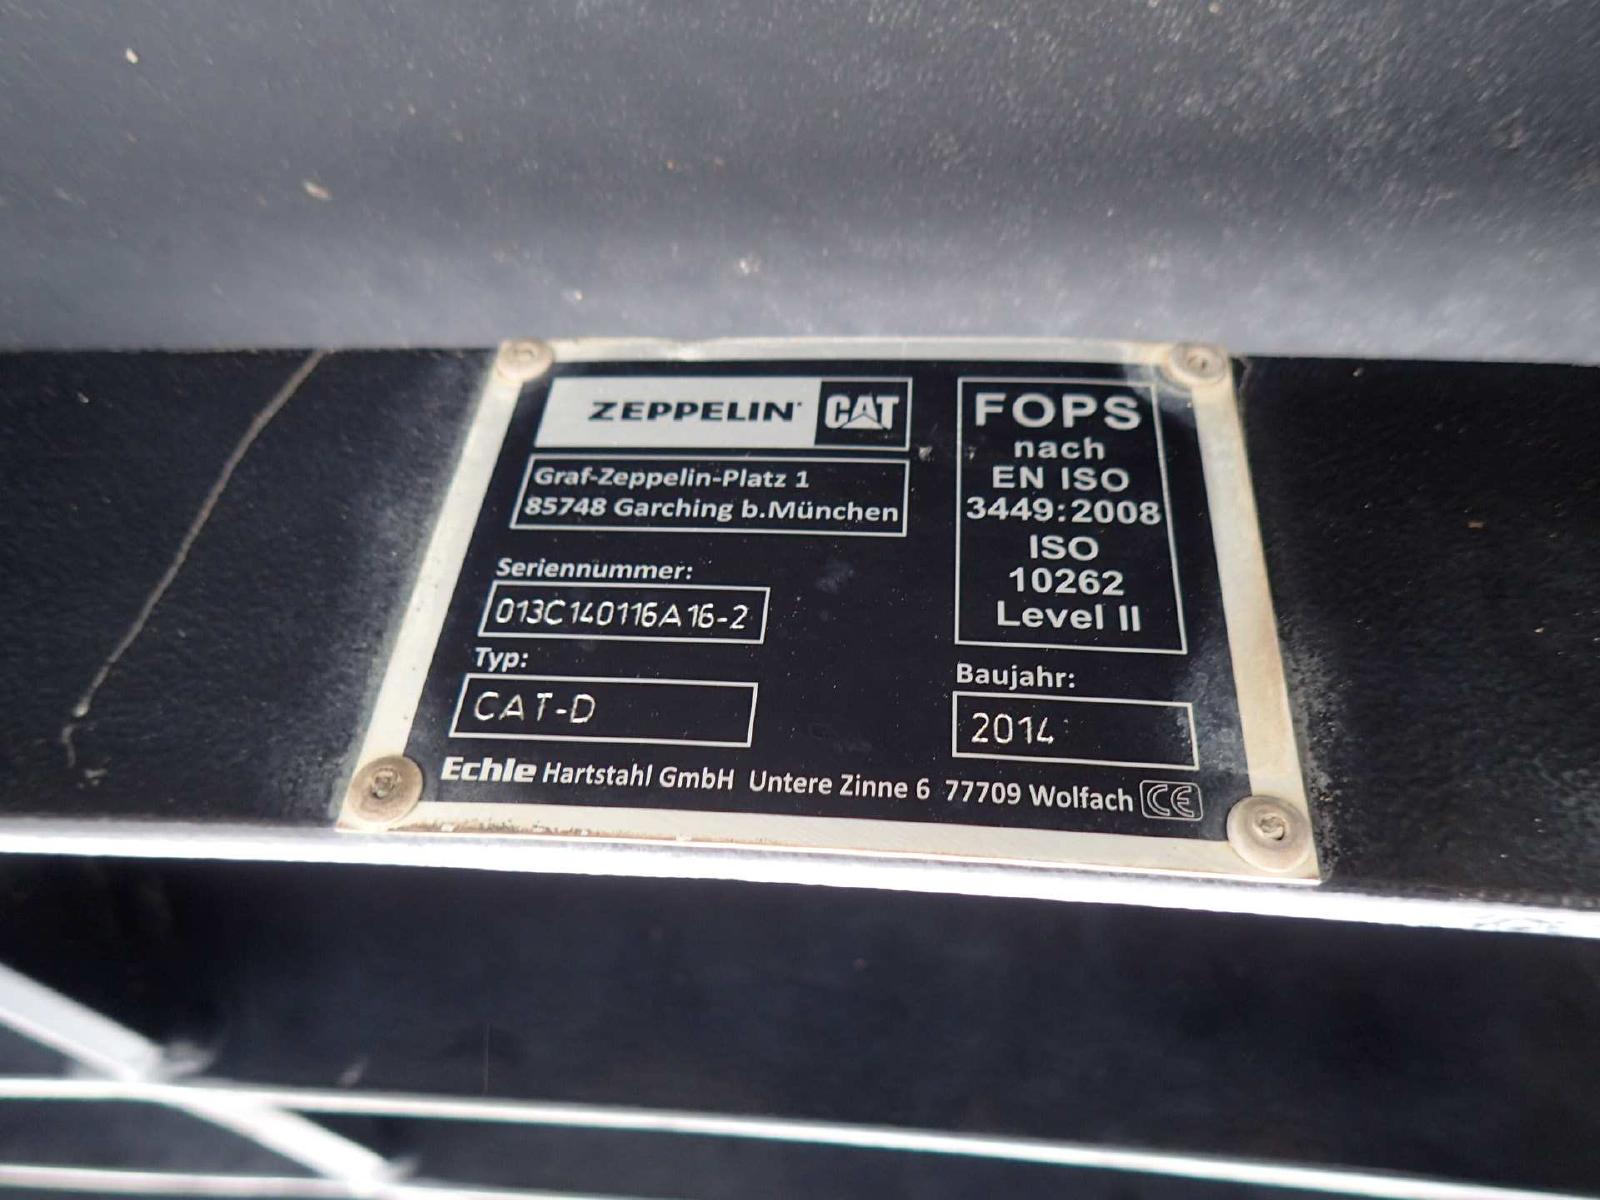 ZEPPELIN CAT
Graf-Zeppelin-Platz 1
85748 Garching b.München
Seriennummer:
013C140116A16-2
Typ:
CAT-D
FOPS
nach
EN ISO
3449:2008
ISO
10262
Level II
Baujahr:
2014
Echle Hartstahl GmbH Untere Zinne 6 77709 Wolfach CE